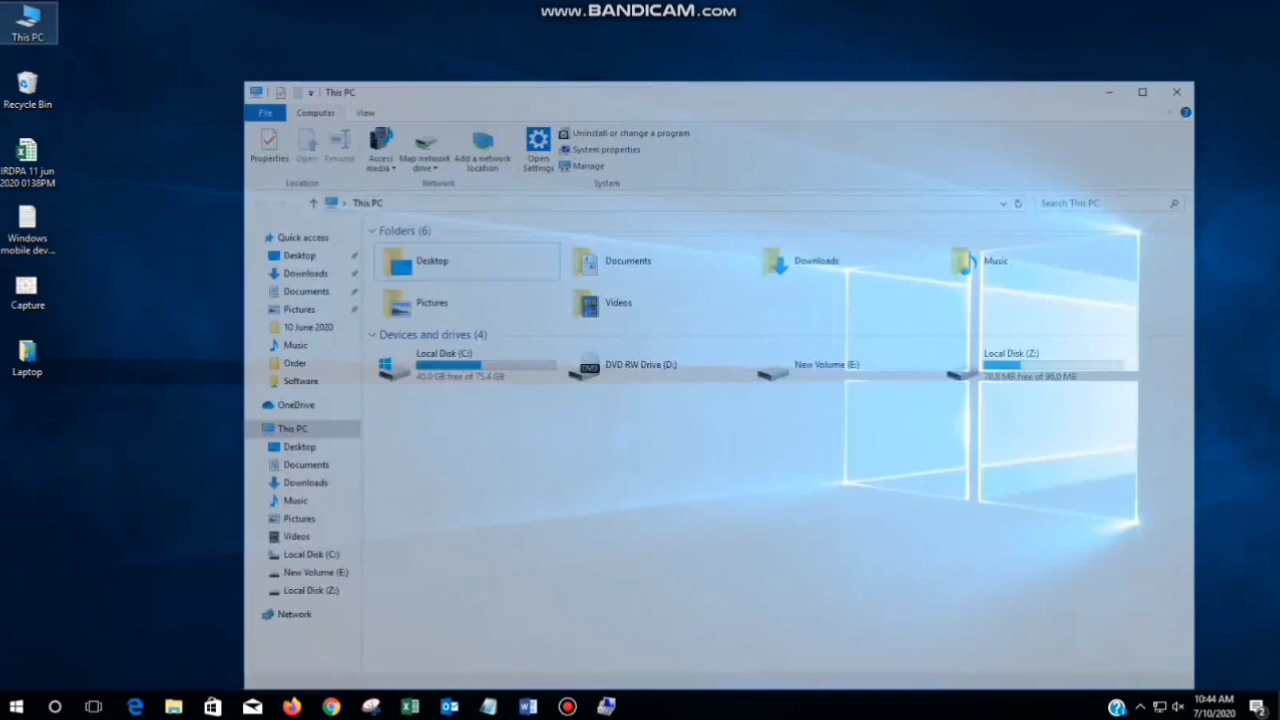 www.BANDICAM.com
This PC
Recycle Bin
IRDPA 11 jun
2020 0138PM
Windows
mobile dev...
Capture
Laptop
This PC
File
Computer
View
Properties
Open
Rename
Location
Access
media
Map network
drive
Add a network
location
Network
Open
Settings
Uninstall or change a program
System properties
Manage
System
This PC
Search This PC
Quick access
Desktop
Downloads
Documents
Pictures
10 June 2020
Music
Order
Software
OneDrive
This PC
Desktop
Documents
Downloads
Music
Pictures
Videos
Local Disk (C:)
New Volume (E:)
Local Disk (Z:)
Network
Folders (6)
Desktop
Documents
Downloads
Music
Pictures
Videos
Devices and drives (4)
Local Disk (C:)
40.0 GB free of 75.4 GB
DVD
DVD RW Drive (D:)
New Volume (E:)
Local Disk (Z:)
70.8 MB free of 96.0 MB
10:44 AM
7/10/2020
2